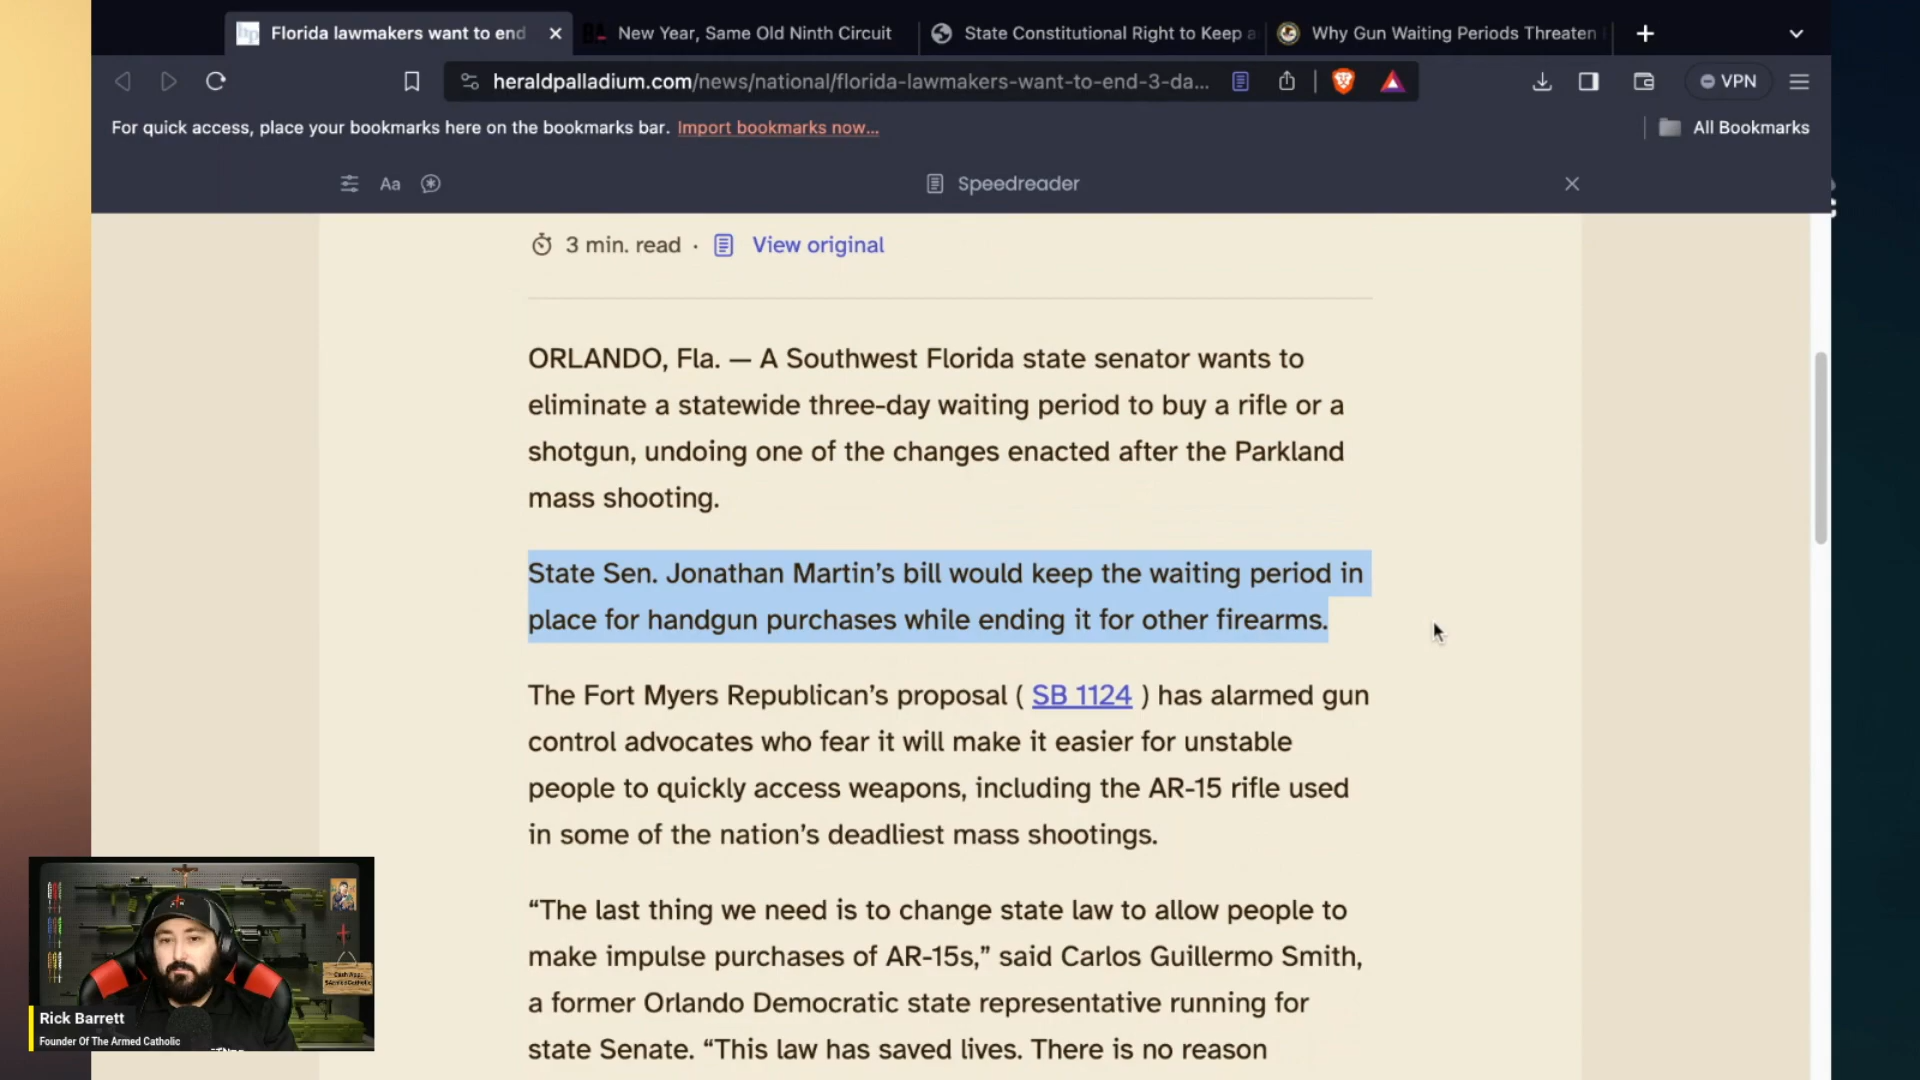 Florida lawmakers want to end
New Year, Same Old Ninth Circuit
State Constitutional Right to Keep a
Why Gun Waiting Periods Threaten
heraldpalladium.com/news/national/florida-lawmakers-want-to-end-3-da...
VPN
For quick access, place your bookmarks here on the bookmarks bar. Import bookmarks now...
All Bookmarks
Aa
Speedreader
3 min. read · View original
ORLANDO, Fla. — A Southwest Florida state senator wants to
eliminate a statewide three-day waiting period to buy a rifle or a
shotgun, undoing one of the changes enacted after the Parkland
mass shooting.
State Sen. Jonathan Martin’s bill would keep the waiting period in
place for handgun purchases while ending it for other firearms.
The Fort Myers Republican’s proposal ( SB 1124 ) has alarmed gun
control advocates who fear it will make it easier for unstable
people to quickly access weapons, including the AR-15 rifle used
in some of the nation’s deadliest mass shootings.
“The last thing we need is to change state law to allow people to
make impulse purchases of AR-15s,” said Carlos Guillermo Smith,
a former Orlando Democratic state representative running for
state Senate. “This law has saved lives. There is no reason
Cash App:
$ArmedCatholic
Rick Barrett
Founder Of The Armed Catholic